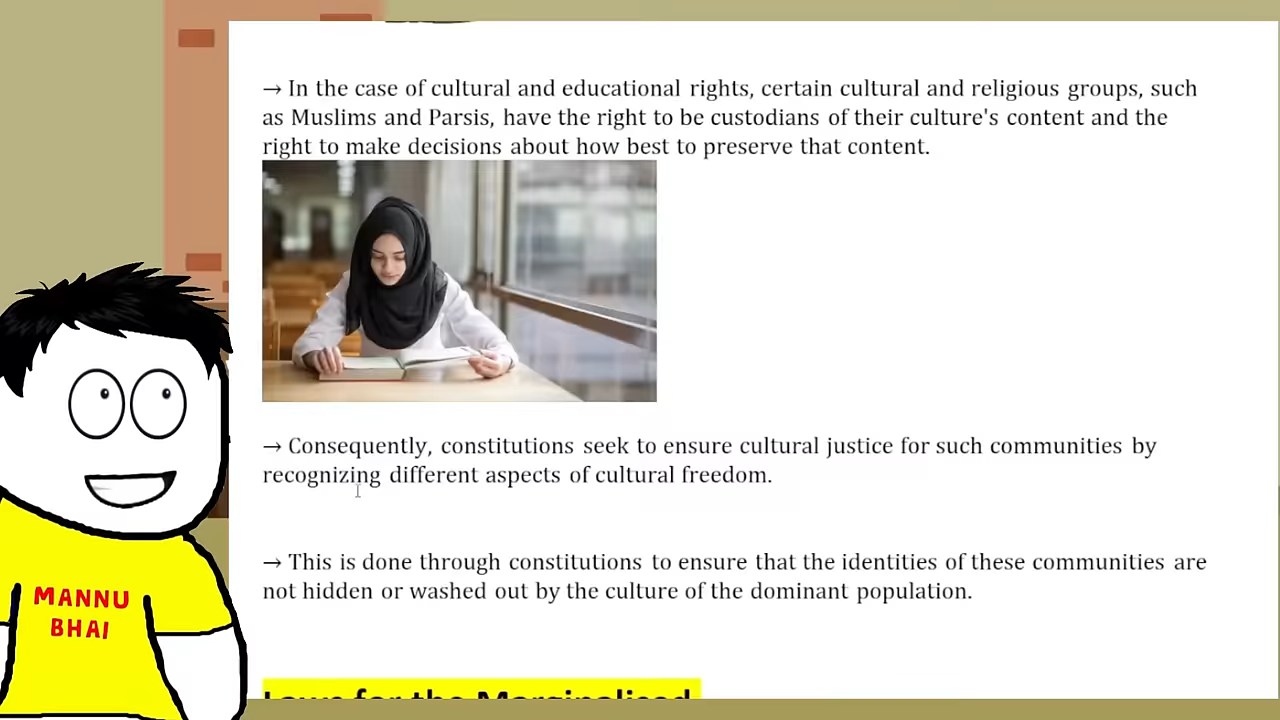 → In the case of cultural and educational rights, certain cultural and religious groups, such
as Muslims and Parsis, have the right to be custodians of their culture's content and the
right to make decisions about how best to preserve that content.
→ Consequently, constitutions seek to ensure cultural justice for such communities by
recognizing different aspects of cultural freedom.
→ This is done through constitutions to ensure that the identities of these communities are
not hidden or washed out by the culture of the dominant population.
MANNU
BHAI
Laws for the Marginalised